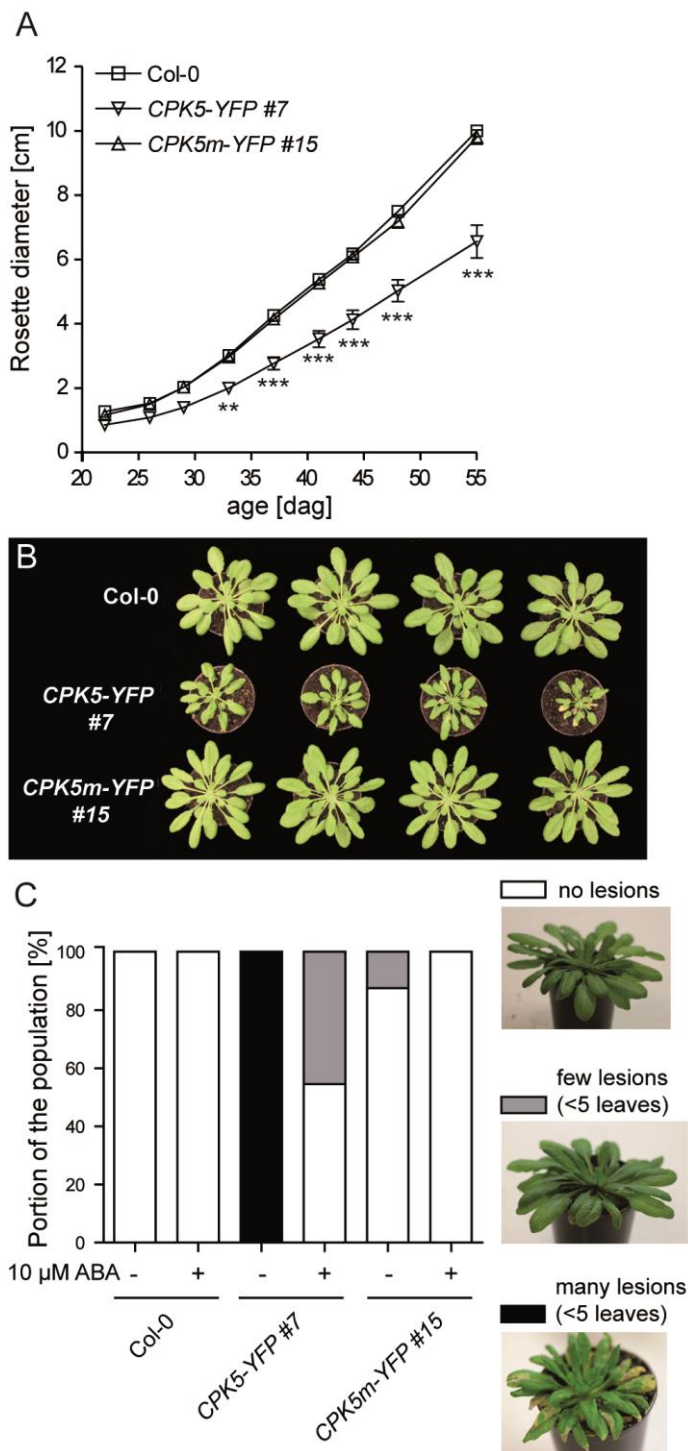 A
Col-0
CPK5-YFP #7
CPK5m-YFP #15
Rosette diameter [cm]
10
8
6
4
2
0
**
***
***
***
***
***
20 25 29 35 41 45 50 55
age [dag]
B
Col-0
CPK5-YFP
#7
CPK5m-YFP
#15
C
Portion of the population [%]
100
80
60
40
20
0
10 µM ABA - + - + - +
Col-0
CPK5-YFP #7
CPK5m-YFP #15
no lesions
few lesions
(<5 leaves)
many lesions
(<5 leaves)